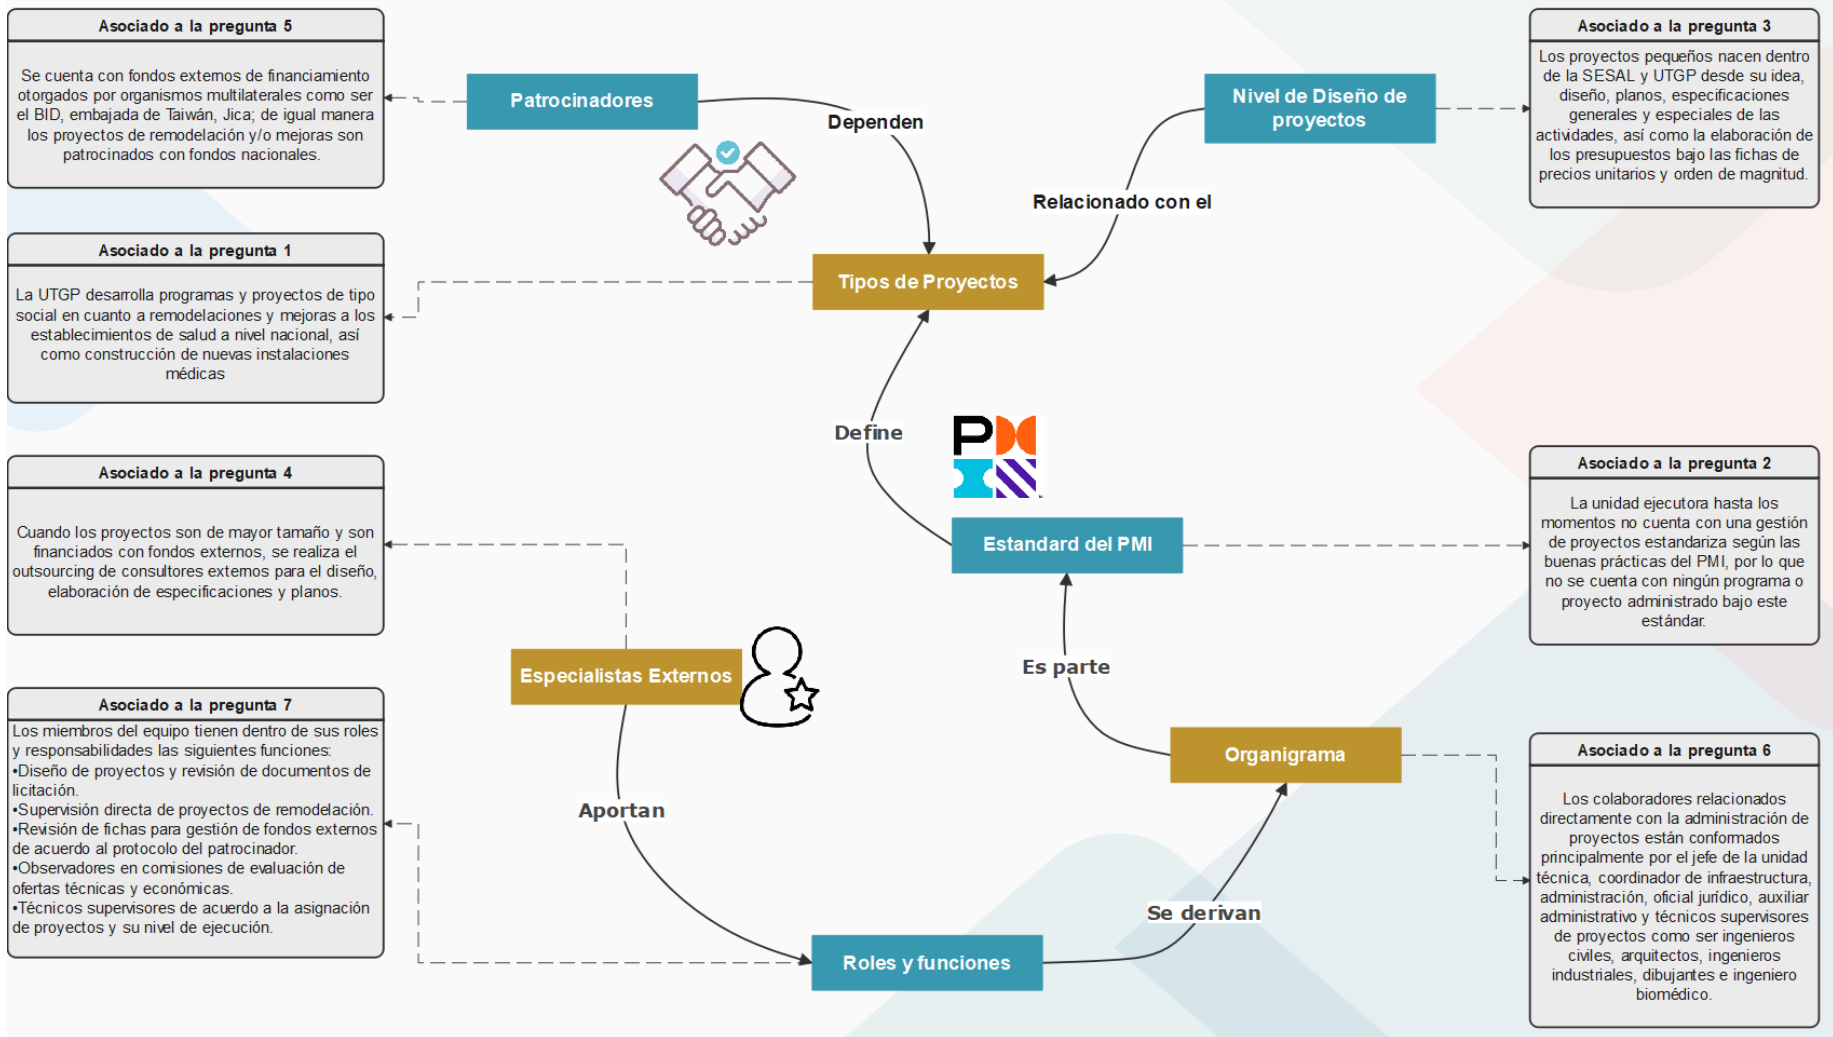 Asociado a la pregunta 5
Se cuenta con fondos externos de financiamiento
otorgados por organismos multilaterales como ser
el BID, embajada de Taiwán, Jica; de igual manera
los proyectos de remodelación y/o mejoras son
patrocinados con fondos nacionales.
Patrocinadores
Dependen
Nivel de Diseño de
proyectos
Relacionado con el
Asociado a la pregunta 3
Los proyectos pequeños nacen dentro
de la SESAL y UTGP desde su idea,
diseño, planos, especificaciones
generales y especiales de las
actividades, así como la elaboración de
los presupuestos bajo las fichas de
precios unitarios y orden de magnitud.
Asociado a la pregunta 1
La UTGP desarrolla programas y proyectos de tipo
social en cuanto a remodelaciones y mejoras a los
establecimientos de salud a nivel nacional, así
como construcción de nuevas instalaciones
médicas
Tipos de Proyectos
Define
Asociado a la pregunta 4
Cuando los proyectos son de mayor tamaño y son
financiados con fondos externos, se realiza el
outsourcing de consultores externos para el diseño,
elaboración de especificaciones y planos.
Estandard del PMI
Asociado a la pregunta 2
La unidad ejecutora hasta los
momentos no cuenta con una gestión
de proyectos estandariza según las
buenas prácticas del PMI, por lo que
no se cuenta con ningún programa o
proyecto administrado bajo este
estándar.
Es parte
Especialistas Externos
Aportan
Asociado a la pregunta 7
Los miembros del equipo tienen dentro de sus roles
y responsabilidades las siguientes funciones:
•Diseño de proyectos y revisión de documentos de
licitación.
•Supervisión directa de proyectos de remodelación.
•Revisión de fichas para gestión de fondos externos
de acuerdo al protocolo del patrocinador.
•Observadores en comisiones de evaluación de
ofertas técnicas y económicas.
•Técnicos supervisores de acuerdo a la asignación
de proyectos y su nivel de ejecución.
Organigrama
Se derivan
Roles y funciones
Asociado a la pregunta 6
Los colaboradores relacionados
directamente con la administración de
proyectos están conformados
principalmente por el jefe de la unidad
técnica, coordinador de infraestructura,
administración, oficial jurídico, auxiliar
administrativo y técnicos supervisores
de proyectos como ser ingenieros
civiles, arquitectos, ingenieros
industriales, dibujantes e ingeniero
biomédico.